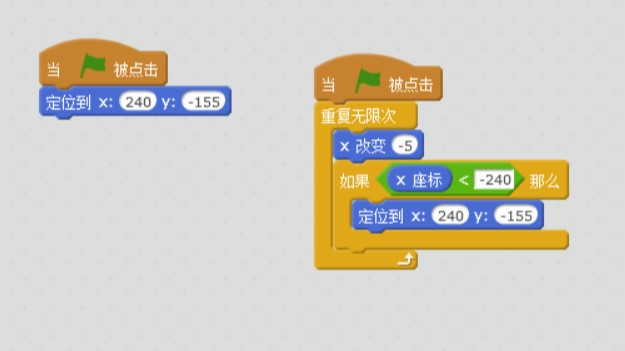 当 被点击
定位到 x: 240 y: -155
当 被点击
重复无限次
x 改变 -5
如果 x 座标 < -240 那么
定位到 x: 240 y: -155